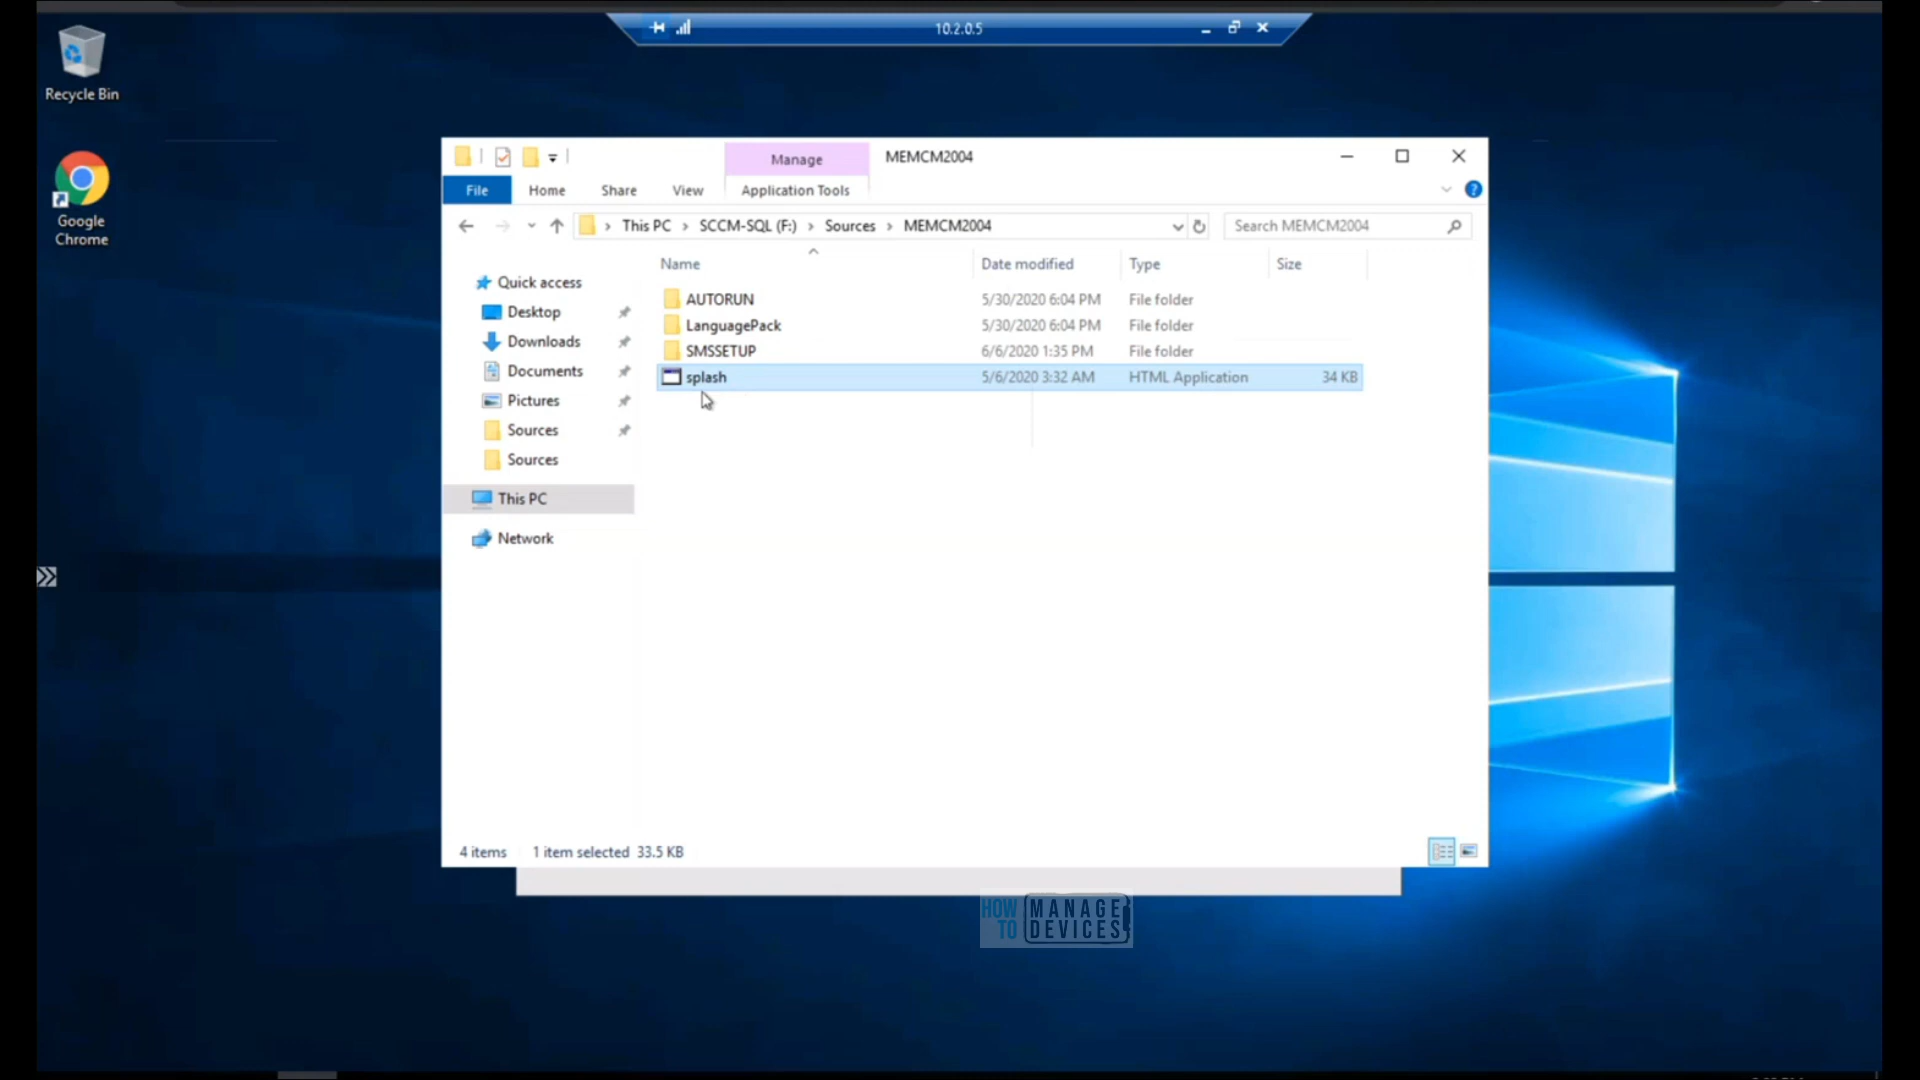 10.2.0.5
Recycle Bin
Google
Chrome
Manage
MEMCM2004
File
Home
Share
View
Application Tools
This PC > SCCM-SQL (F:) > Sources > MEMCM2004
Search MEMCM2004
Name
Date modified
Type
Size
Quick access
Desktop
Downloads
Documents
Pictures
Sources
Sources
This PC
Network
AUTORUN 5/30/2020 6:04 PM File folder
LanguagePack 5/30/2020 6:04 PM File folder
SMSSETUP 6/6/2020 1:35 PM File folder
splash 5/6/2020 3:32 AM HTML Application 34 KB
4 items 1 item selected 33.5 KB
HOW TO
MANAGE
DEVICES